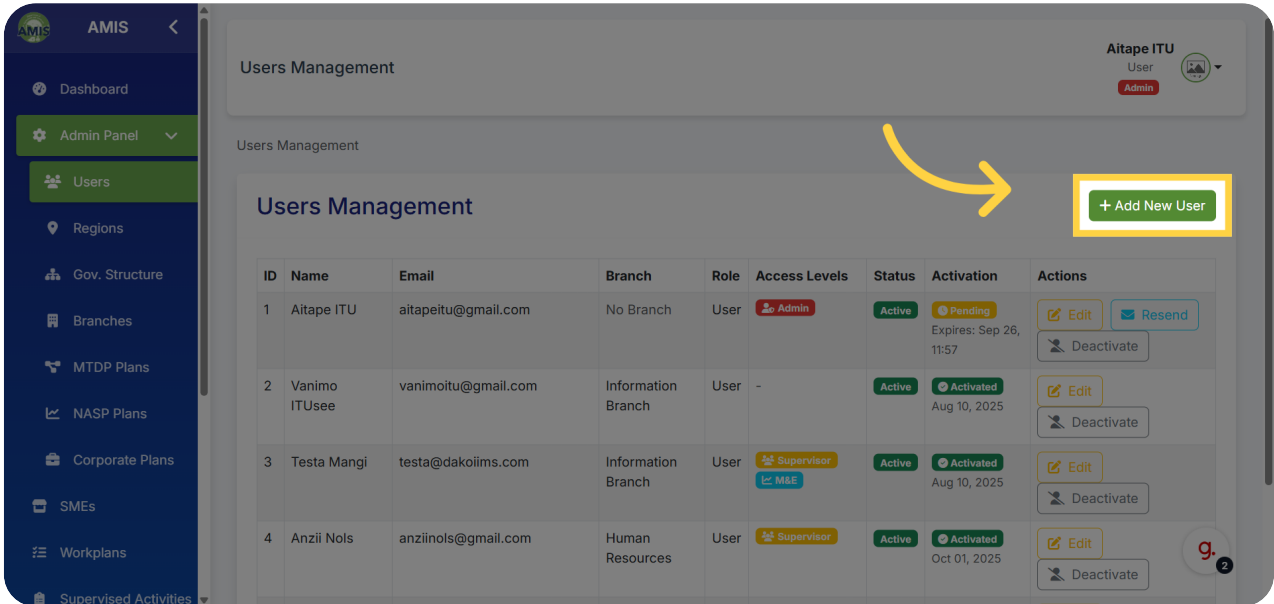 AMIS
AMIS
Dashboard
Admin Panel
Users
Regions
Gov. Structure
Branches
MTDP Plans
NASP Plans
Corporate Plans
SMEs
Workplans
Supervised Activities
Users Management
Aitape ITU
User
Admin
Users Management
Users Management
+ Add New User
ID Name Email Branch Role Access Levels Status Activation Actions
1 Aitape ITU aitapeitu@gmail.com No Branch User Admin Active Pending Edit Resend
Expires: Sep 26,
11:57
Deactivate
2 Vanimo vanimoitu@gmail.com Information User - Active Activated Edit
ITUsee Branch Aug 10, 2025
Deactivate
3 Testa Mangi testa@dakoiims.com Information User Supervisor Active Activated Edit
Branch M&E Aug 10, 2025
Deactivate
4 Anzii Nols anziinols@gmail.com Human User Supervisor Active Activated Edit
Resources Oct 01, 2025
Deactivate
g.
2